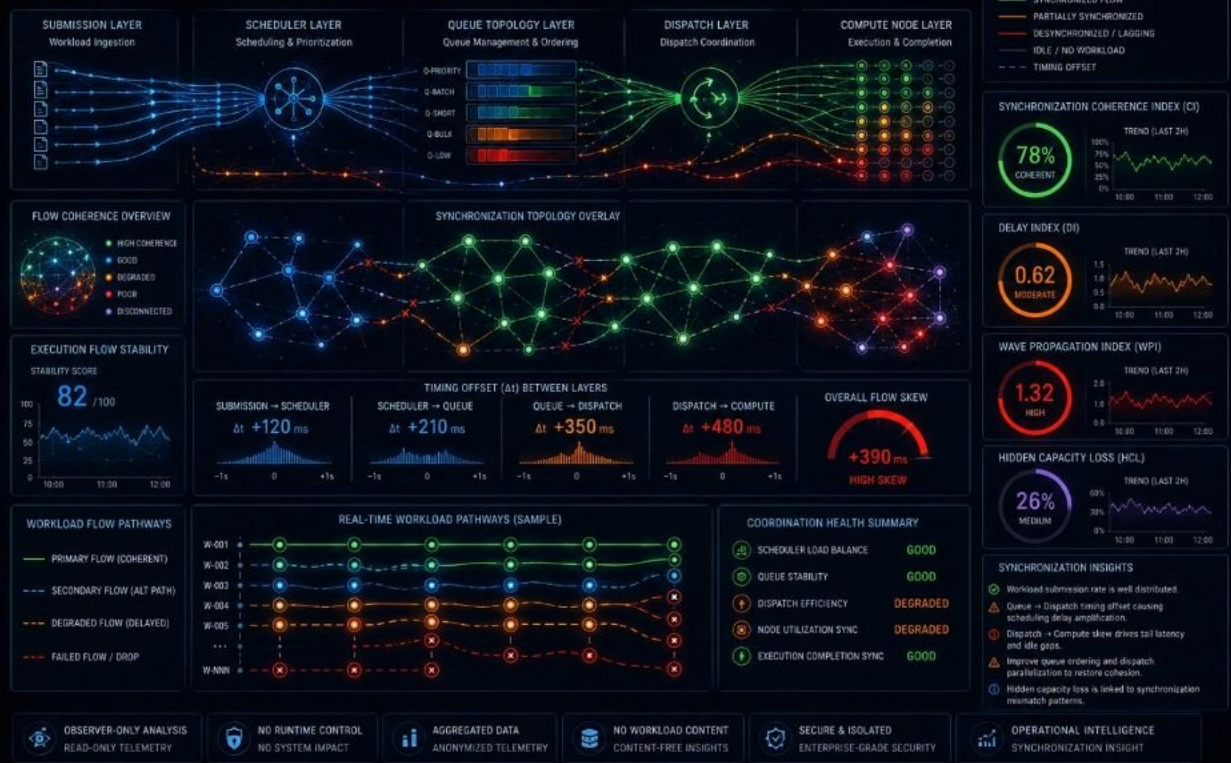 SUBMISSION LAYER
Workload Ingestion
SCHEDULER LAYER
Scheduling & Prioritization
QUEUE TOPOLOGY LAYER
Queue Management & Ordering
DISPATCH LAYER
Dispatch Coordination
COMPUTE NODE LAYER
Execution & Completion
Q-PRIORITY
Q-BATCH
Q-SHORT
Q-BULK
Q-LOW
PARTIALLY SYNCHRONIZED
DESYNCHRONIZED / LAGGING
IDLE / NO WORKLOAD
TIMING OFFSET
SYNCHRONIZATION COHERENCE INDEX (CI)
78%
COHERENT
TREND (LAST 2H)
100%
75%
50%
25%
0%
10:00 11:00 12:00
FLOW COHERENCE OVERVIEW
HIGH COHERENCE
GOOD
DEGRADED
POOR
DISCONNECTED
SYNCHRONIZATION TOPOLOGY OVERLAY
DELAY INDEX (DI)
0.62
MODERATE
TREND (LAST 2H)
1.5
1.0
0.5
0.0
10:00 11:00 12:00
EXECUTION FLOW STABILITY
STABILITY SCORE
82 /100
100
75
50
25
0
10:00 11:00 12:00
TIMING OFFSET (Δt) BETWEEN LAYERS
SUBMISSION → SCHEDULER
Δt +120 ms
-1s 0 +1s
SCHEDULER → QUEUE
Δt +210 ms
-1s 0 +1s
QUEUE → DISPATCH
Δt +350 ms
-1s 0 +1s
DISPATCH → COMPUTE
Δt +480 ms
-1s 0 +1s
OVERALL FLOW SKEW
+390 ms
HIGH SKEW
WAVE PROPAGATION INDEX (WPI)
1.32
HIGH
TREND (LAST 2H)
2.0
1.0
0.0
10:00 11:00 12:00
HIDDEN CAPACITY LOSS (HCL)
26%
MEDIUM
TREND (LAST 2H)
60%
30%
0%
10:00 11:00 12:00
WORKLOAD FLOW PATHWAYS
PRIMARY FLOW (COHERENT)
SECONDARY FLOW (ALT PATH)
DEGRADED FLOW (DELAYED)
FAILED FLOW / DROP
REAL-TIME WORKLOAD PATHWAYS (SAMPLE)
W-001
W-002
W-003
W-004
W-005
...
W-NNN
COORDINATION HEALTH SUMMARY
SCHEDULER LOAD BALANCE GOOD
QUEUE STABILITY GOOD
DISPATCH EFFICIENCY DEGRADED
NODE UTILIZATION SYNC DEGRADED
EXECUTION COMPLETION SYNC GOOD
SYNCHRONIZATION INSIGHTS
Workload submission rate is well distributed.
Queue → Dispatch timing offset causing
scheduling delay amplification.
Dispatch → Compute skew drives tail latency
and idle gaps.
Improve queue ordering and dispatch
parallelization to restore cohesion.
Hidden capacity loss is linked to synchronization
mismatch patterns.
OBSERVER-ONLY ANALYSIS
READ-ONLY TELEMETRY
NO RUNTIME CONTROL
NO SYSTEM IMPACT
AGGREGATED DATA
ANONYMIZED TELEMETRY
NO WORKLOAD CONTENT
CONTENT-FREE INSIGHTS
SECURE & ISOLATED
ENTERPRISE-GRADE SECURITY
OPERATIONAL INTELLIGENCE
SYNCHRONIZATION INSIGHT